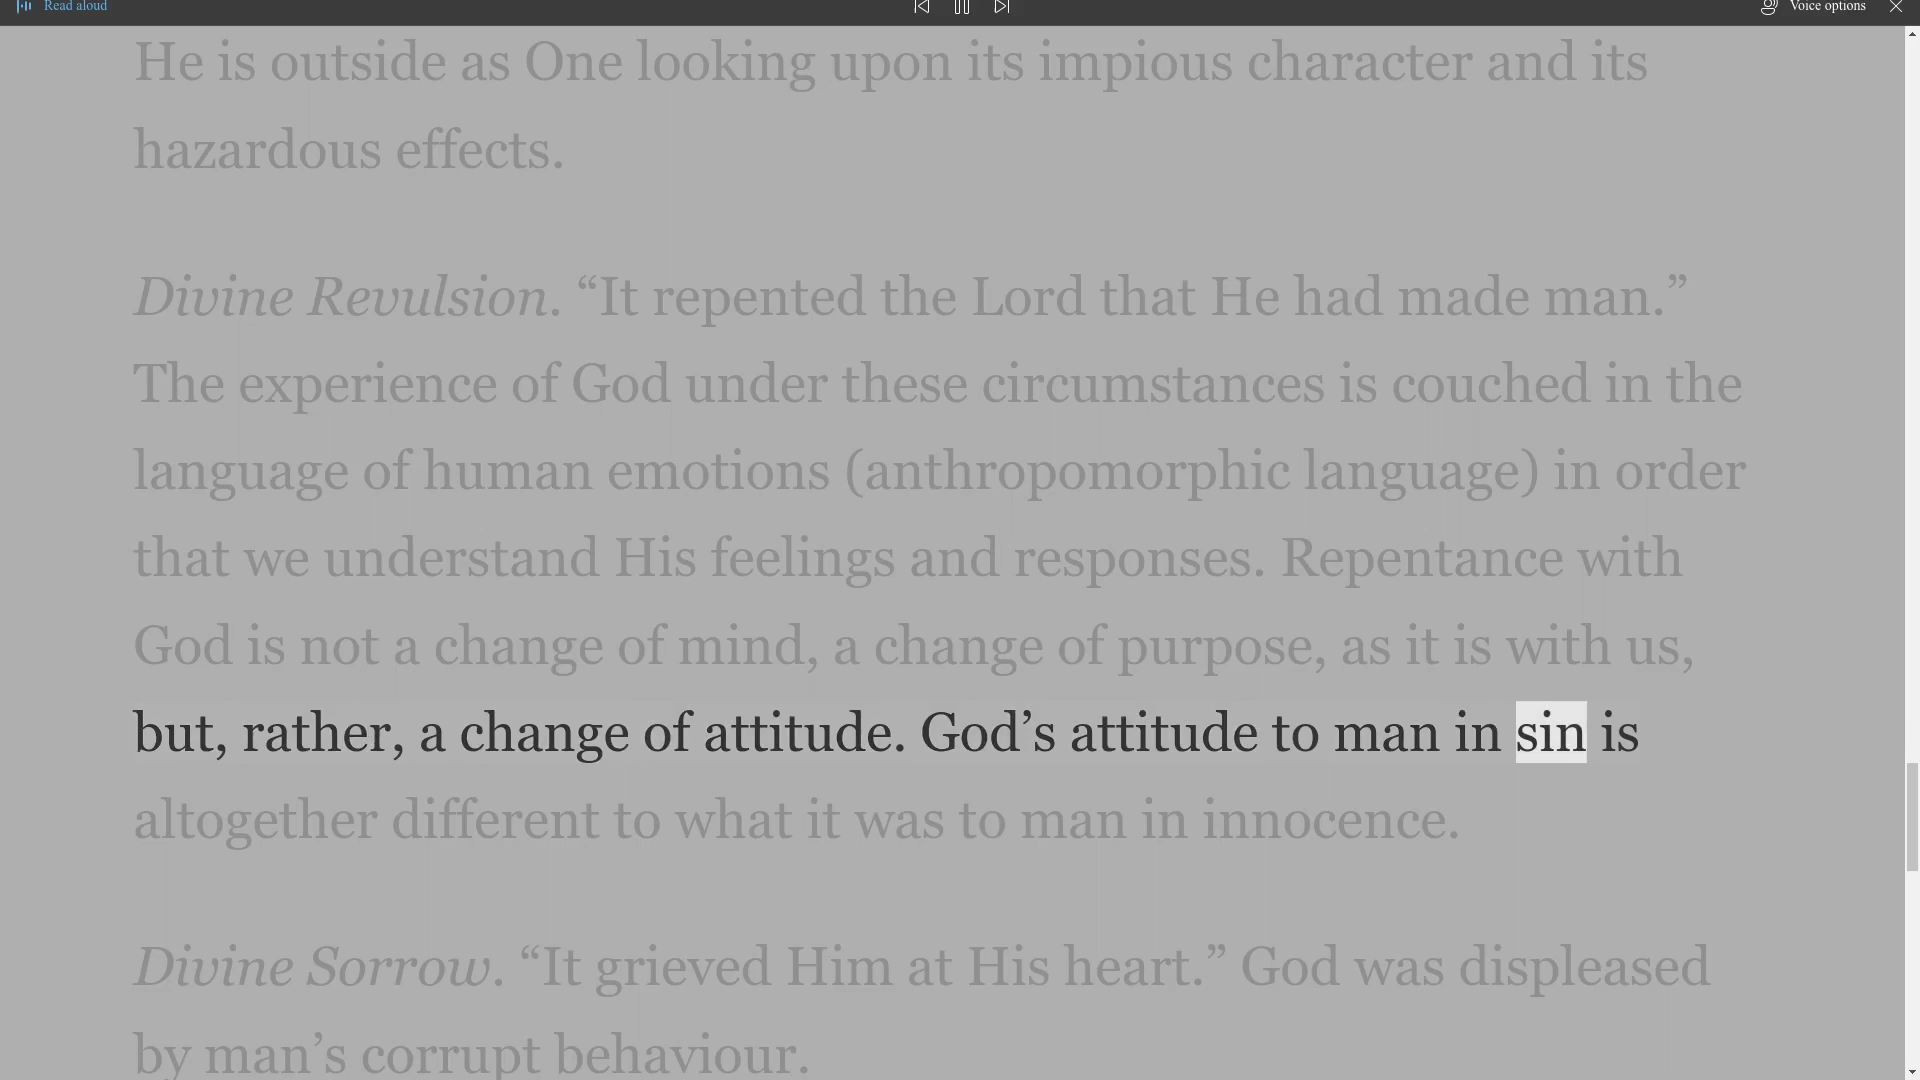 Read aloud
Voice options
He is outside as One looking upon its impious character and its
hazardous effects.
Divine Revulsion. “It repented the Lord that He had made man.”
The experience of God under these circumstances is couched in the
language of human emotions (anthropomorphic language) in order
that we understand His feelings and responses. Repentance with
God is not a change of mind, a change of purpose, as it is with us,
but, rather, a change of attitude. God’s attitude to man in sin is
altogether different to what it was to man in innocence.
Divine Sorrow. “It grieved Him at His heart.” God was displeased
by man’s corrupt behaviour.